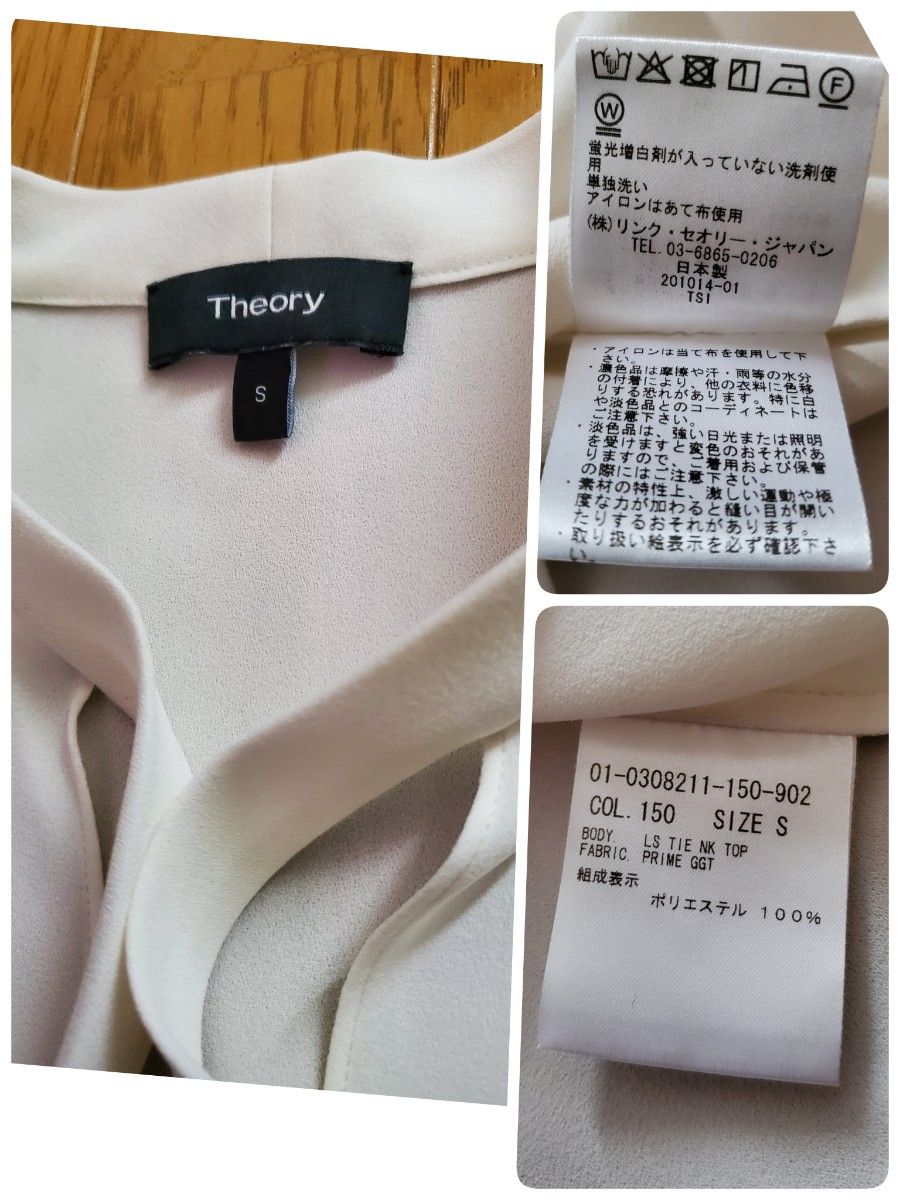 Theory
S
F
W
蛍光増白剤が入っていない洗剤使
用
単独洗い
アイロンはあて布使用
(株)リンク・セオリー・ジャパン
TEL. 03-6865-0206
日本製
201014-01
TSI
・アイロンは当て布を使用して下
さい。
・濃色品は摩擦や汗・雨等の水分
の付着により、他の衣料に色移
りする恐れがあります。特に白
や淡色品とのコーディネートは
ご注意下さい。
・淡色品は、強い日光または照明
を受けますと変色のおそれがあ
りますので、ご着用および保管
の際にはご注意下さい。
・素材の特性上、激しい運動や極
度な力が加わると縫い目が開い
たりするおそれがあります。
・取り扱い絵表示を必ず確認下さ
い。
01-0308211-150-902
COL. 150 SIZE S
BODY. LS TIE NK TOP
FABRIC. PRIME GGT
組成表示
ポリエステル 100%